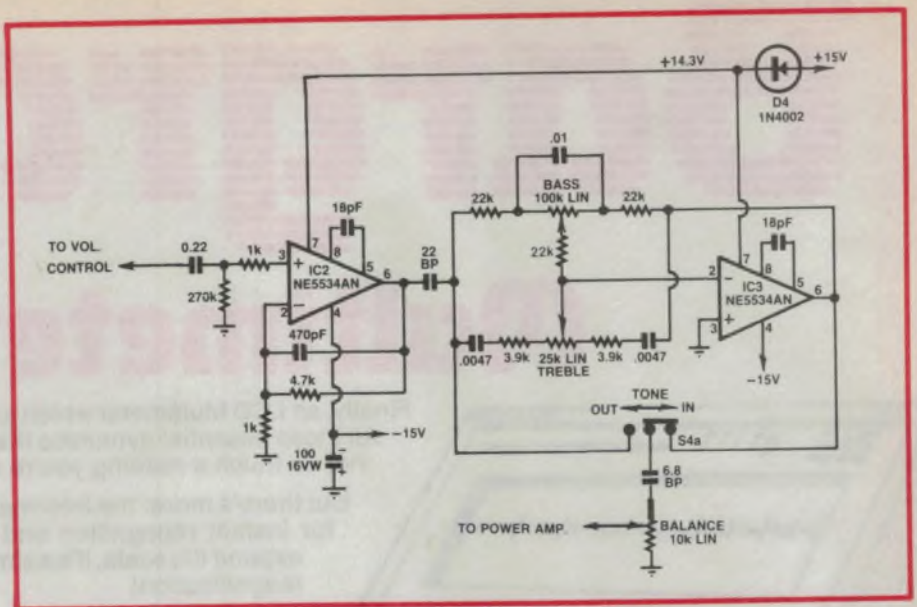 +14.3V
+15V
D4
1N4002
.01
BASS
100k LIN
22k
22k
18pF
18pF
TO VOL.
CONTROL
0.22
1k
3
+
7
8
5
IC2
NE5534AN
6
22
BP
22k
2
−
7
8
5
IC3
NE5534AN
6
270k
2
−
4
3
+
4
470pF
.0047
3.9k
25k LIN
TREBLE
3.9k
.0047
−15V
4.7k
TONE
OUT
IN
1k
−15V
S4a
100
16VW
−
+
6.8
BP
TO POWER AMP.
BALANCE
10k LIN